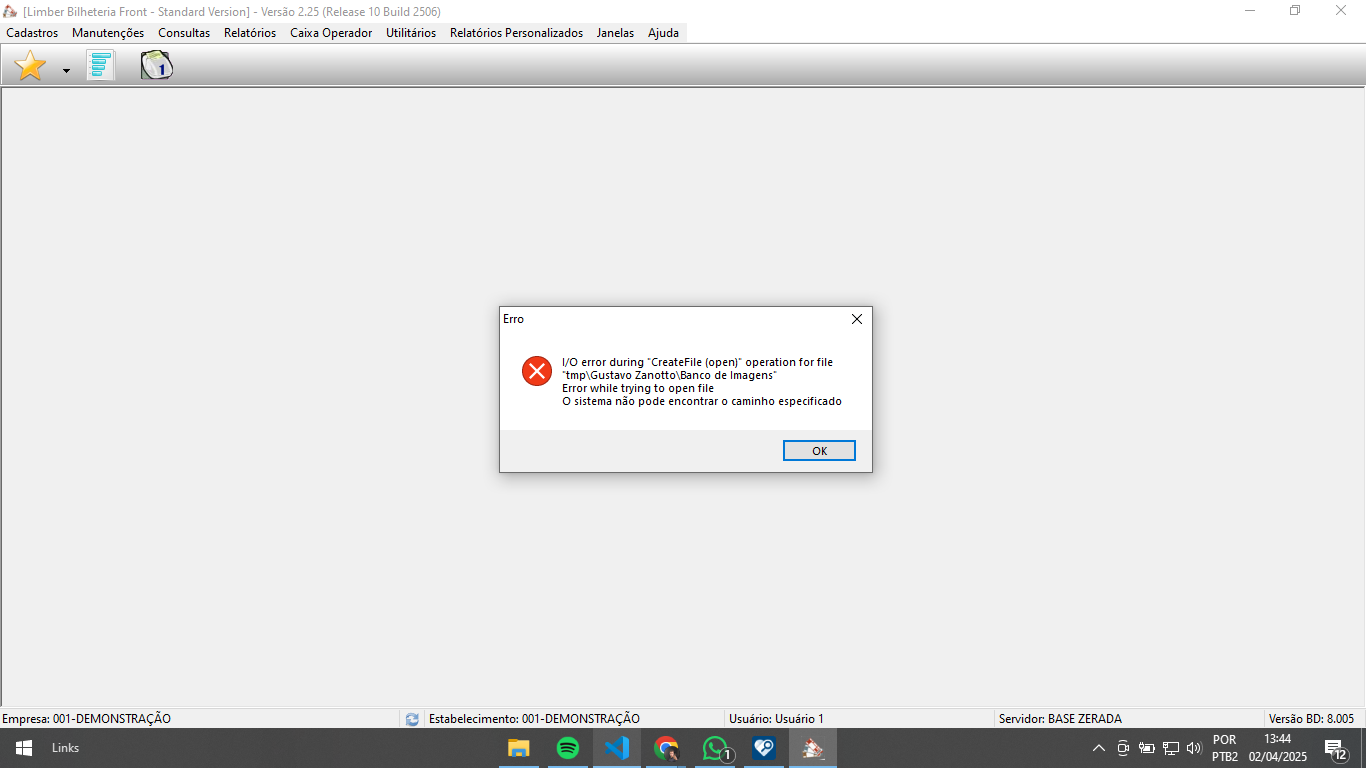 [Limber Bilheteria Front - Standard Version] - Versão 2.25 (Release 10 Build 2506)
Cadastros Manutenções Consultas Relatórios Caixa Operador Utilitários Relatórios Personalizados Janelas Ajuda
1
Erro
I/O error during "CreateFile (open)" operation for file
"tmp\Gustavo Zanotto\Banco de Imagens"
Error while trying to open file
O sistema não pode encontrar o caminho especificado
OK
Empresa: 001-DEMONSTRAÇÃO Estabelecimento: 001-DEMONSTRAÇÃO Usuário: Usuário 1 Servidor: BASE ZERADA Versão BD: 8.005
Links
1
POR
PTB2
13:44
02/04/2025
12